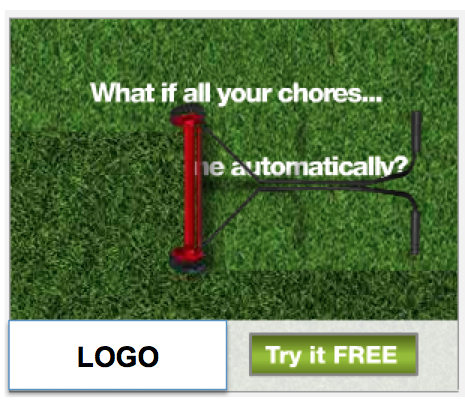 What if all your chores...
automatically?
LOGO
Try it FREE